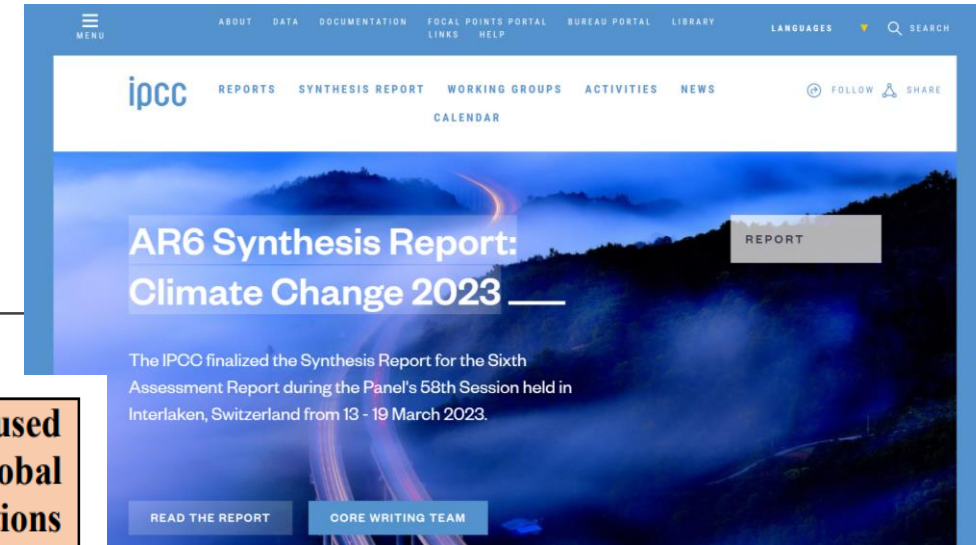 MENU
ABOUT DATA DOCUMENTATION FOCAL POINTS PORTAL BUREAU PORTAL LIBRARY
LINKS HELP
LANGUAGES
SEARCH
ipcc
REPORTS SYNTHESIS REPORT WORKING GROUPS ACTIVITIES NEWS
CALENDAR
FOLLOW SHARE
AR6 Synthesis Report:
Climate Change 2023
REPORT
The IPCC finalized the Synthesis Report for the Sixth
Assessment Report during the Panel's 58th Session held in
Interlaken, Switzerland from 13 - 19 March 2023.
READ THE REPORT
CORE WRITING TEAM